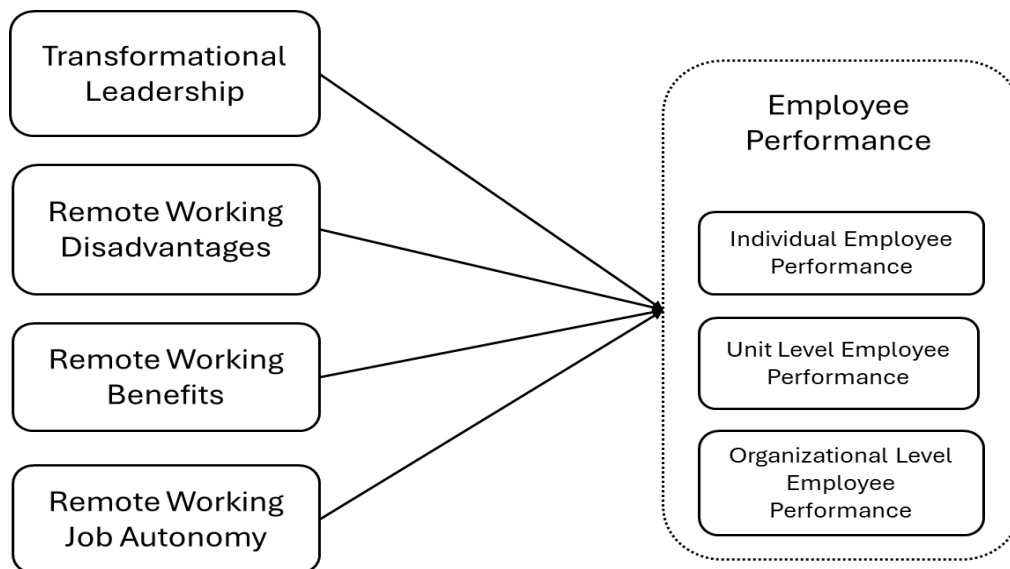 Transformational
Leadership
Remote Working
Disadvantages
Remote Working
Benefits
Remote Working
Job Autonomy
Employee
Performance
Individual Employee
Performance
Unit Level Employee
Performance
Organizational Level
Employee
Performance